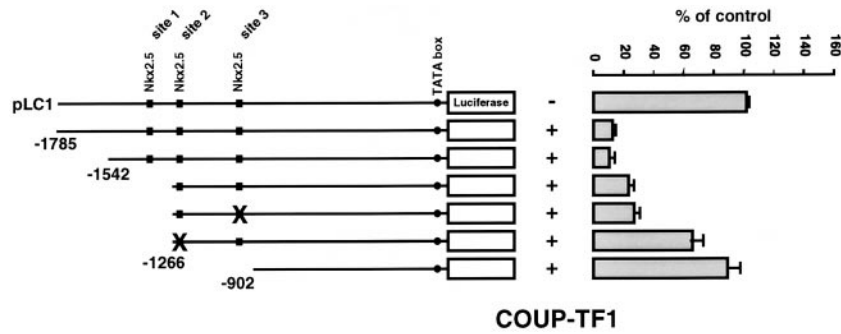 site 1
site 2
site 3
Nkx2.5
Nkx2.5
Nkx2.5
TATA box
% of control
0
20
40
60
80
100
120
140
160
pLC1
Luciferase
-
-1785
+
-1542
+
+
X
+
X
+
-1266
-902
+
COUP-TF1